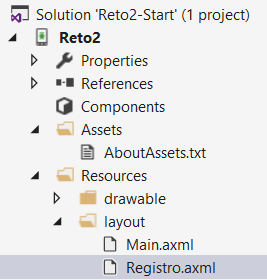 Solution 'Reto2-Start' (1 project)
Reto2
Properties
References
Components
Assets
AboutAssets.txt
Resources
drawable
layout
Main.axml
Registro.axml